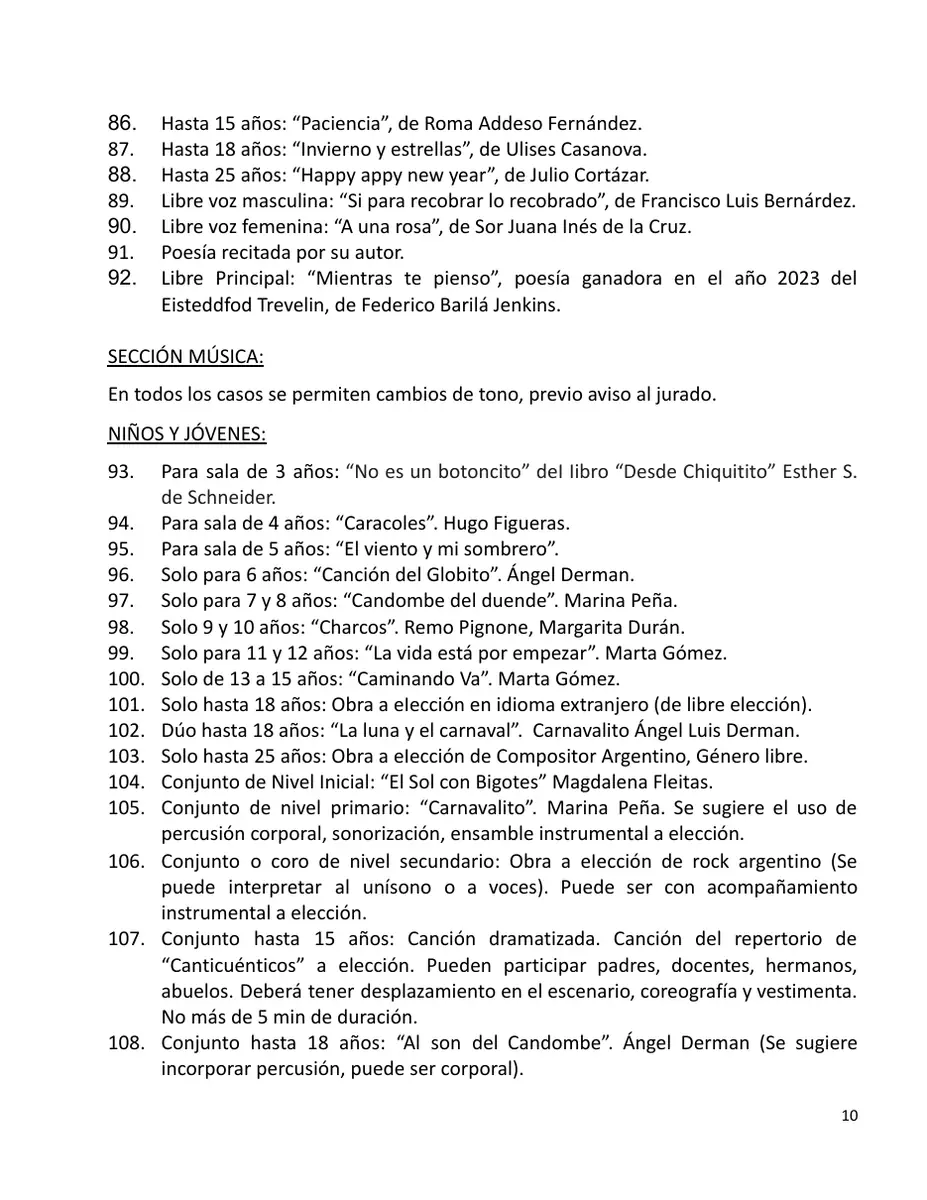 86. Hasta 15 años: “Paciencia”, de Roma Addeso Fernández.
87. Hasta 18 años: “Invierno y estrellas”, de Ulises Casanova.
88. Hasta 25 años: “Happy appy new year”, de Julio Cortázar.
89. Libre voz masculina: “Si para recobrar lo recobrado”, de Francisco Luis Bernárdez.
90. Libre voz femenina: “A una rosa”, de Sor Juana Inés de la Cruz.
91. Poesía recitada por su autor.
92. Libre Principal: “Mientras te pienso”, poesía ganadora en el año 2023 del
Eisteddfod Trevelin, de Federico Barilá Jenkins.
SECCIÓN MÚSICA:
En todos los casos se permiten cambios de tono, previo aviso al jurado.
NIÑOS Y JÓVENES:
93. Para sala de 3 años: “No es un botoncito” del libro “Desde Chiquitito” Esther S.
de Schneider.
94. Para sala de 4 años: “Caracoles”. Hugo Figueras.
95. Para sala de 5 años: “El viento y mi sombrero”.
96. Solo para 6 años: “Canción del Globito”. Ángel Derman.
97. Solo para 7 y 8 años: “Candombe del duende”. Marina Peña.
98. Solo 9 y 10 años: “Charcos”. Remo Pignone, Margarita Durán.
99. Solo para 11 y 12 años: “La vida está por empezar”. Marta Gómez.
100. Solo de 13 a 15 años: “Caminando Va”. Marta Gómez.
101. Solo hasta 18 años: Obra a elección en idioma extranjero (de libre elección).
102. Dúo hasta 18 años: “La luna y el carnaval”. Carnavalito Ángel Luis Derman.
103. Solo hasta 25 años: Obra a elección de Compositor Argentino, Género libre.
104. Conjunto de Nivel Inicial: “El Sol con Bigotes” Magdalena Fleitas.
105. Conjunto de nivel primario: “Carnavalito”. Marina Peña. Se sugiere el uso de
percusión corporal, sonorización, ensamble instrumental a elección.
106. Conjunto o coro de nivel secundario: Obra a elección de rock argentino (Se
puede interpretar al unísono o a voces). Puede ser con acompañamiento
instrumental a elección.
107. Conjunto hasta 15 años: Canción dramatizada. Canción del repertorio de
“Canticuénticos” a elección. Pueden participar padres, docentes, hermanos,
abuelos. Deberá tener desplazamiento en el escenario, coreografía y vestimenta.
No más de 5 min de duración.
108. Conjunto hasta 18 años: “Al son del Candombe”. Ángel Derman (Se sugiere
incorporar percusión, puede ser corporal).
10